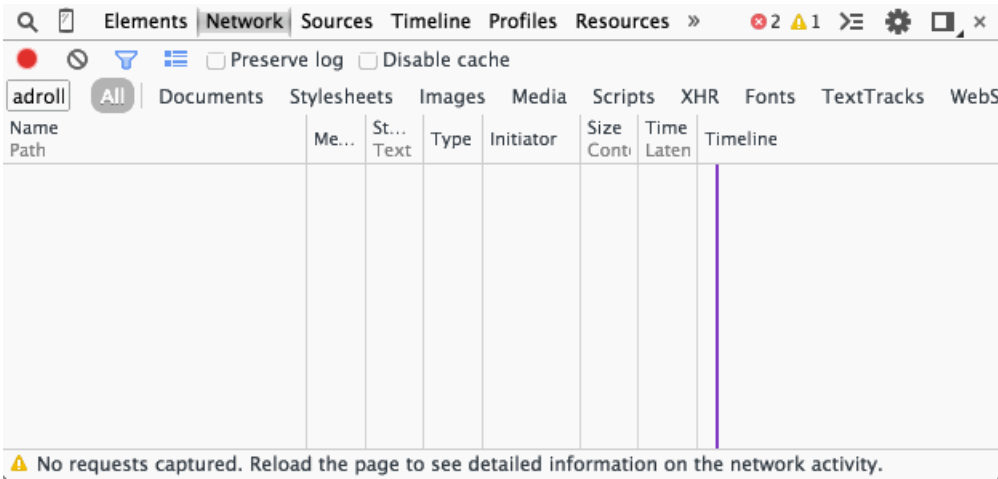 Elements Network Sources Timeline Profiles Resources » 2 1
Preserve log Disable cache
adroll All Documents Stylesheets Images Media Scripts XHR Fonts TextTracks WebS
Name Me... St... Type Initiator Size Time Timeline
Path Text Cont Laten
No requests captured. Reload the page to see detailed information on the network activity.